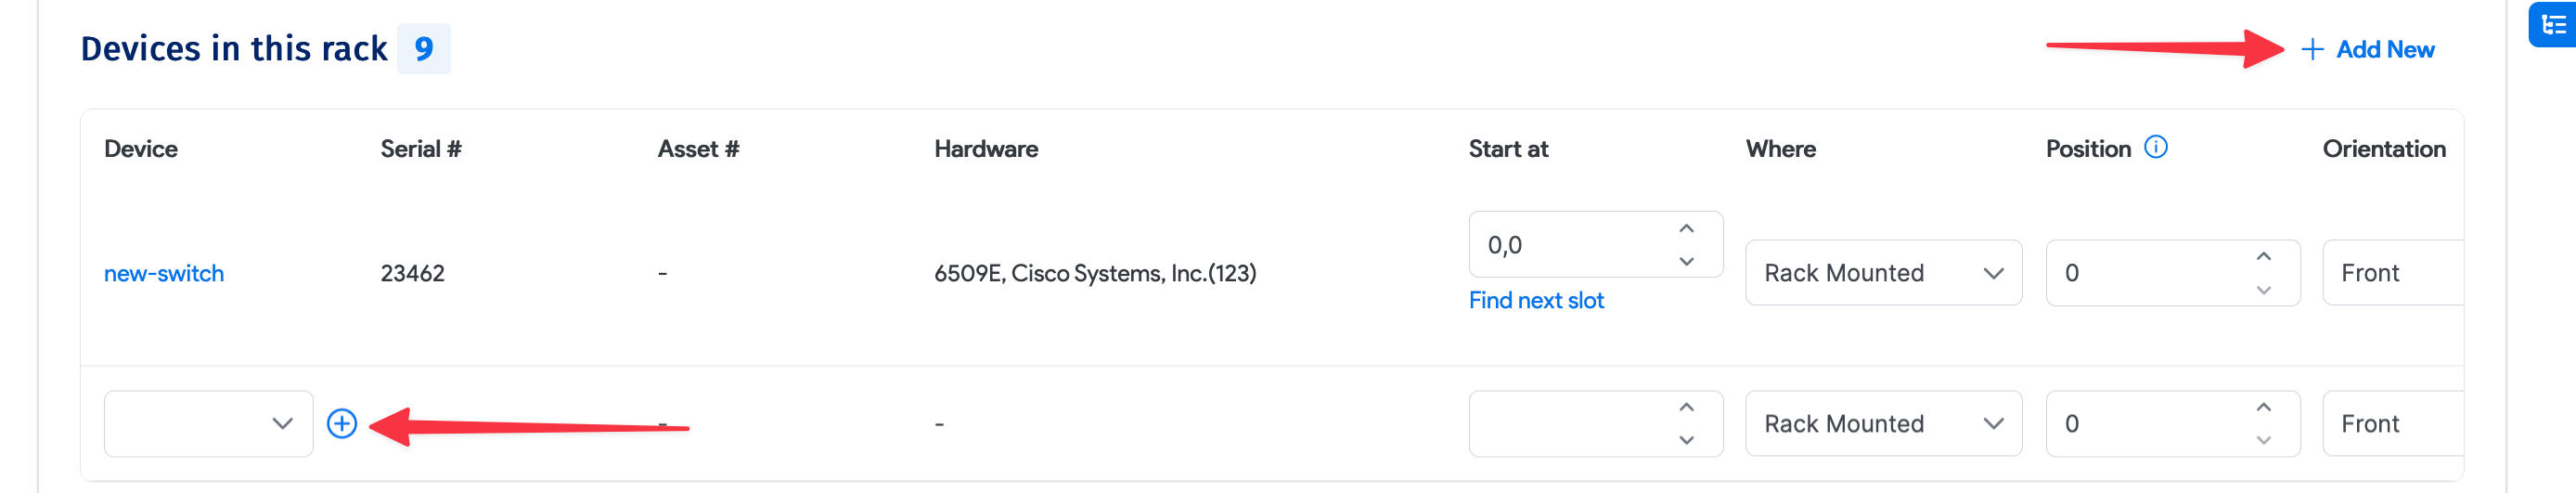 Devices in this rack 9
+ Add New
Device Serial # Asset # Hardware Start at Where Position Orientation
new-switch 23462 - 6509E, Cisco Systems, Inc.(123) 0,0 Rack Mounted 0 Front
Find next slot
- - Rack Mounted 0 Front